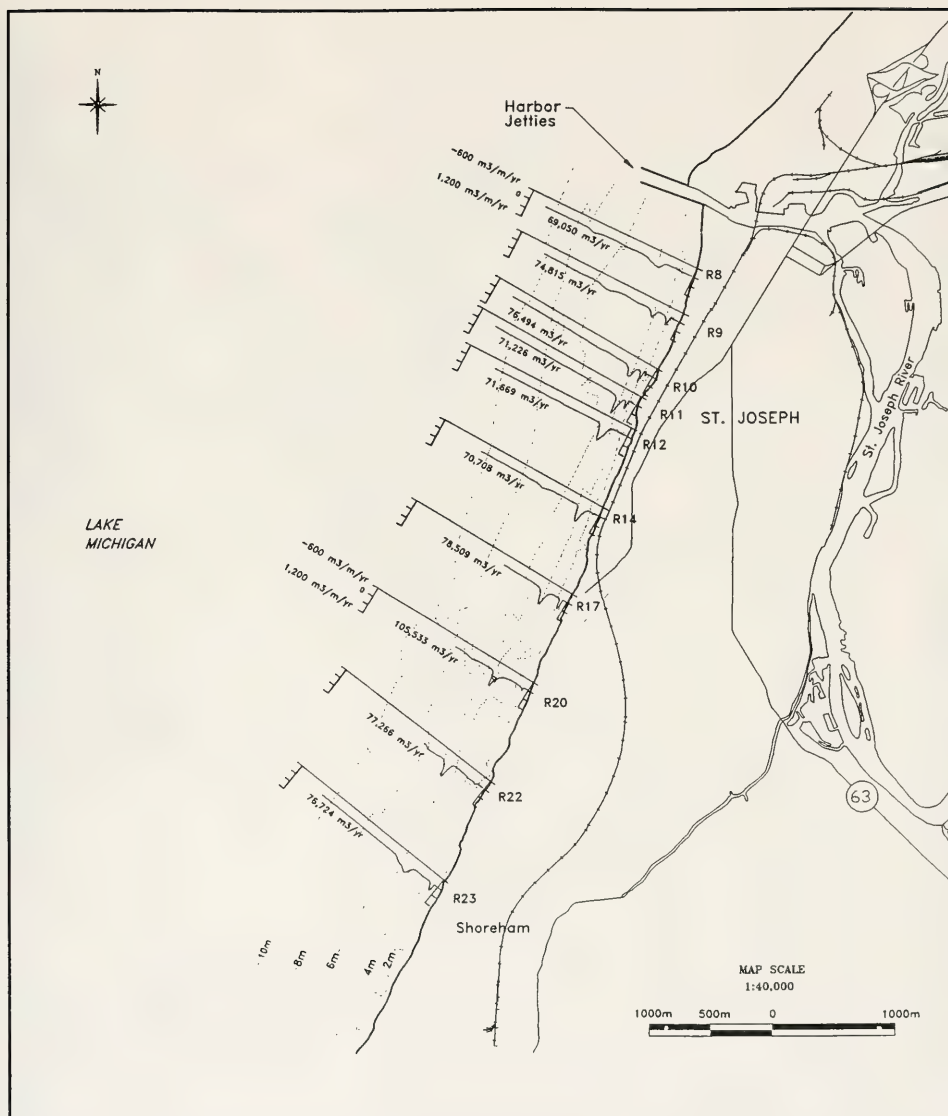 N
Harbor
Jetties
-600 m3/m/yr
0
1,200 m3/m/yr
69,050 m3/yr
R8
74,815 m3/yr
R9
76,494 m3/yr
R10
71,226 m3/yr
R11
71,669 m3/yr
R12
ST. JOSEPH
St. Joseph River
70,708 m3/yr
R14
LAKE
MICHIGAN
78,509 m3/yr
R17
-600 m3/m/yr
0
1,200 m3/m/yr
105,533 m3/yr
R20
77,266 m3/yr
R22
63
75,724 m3/yr
R23
Shoreham
10m
8m
6m
4m
2m
MAP SCALE
1:40,000
1000m
500m
0
1000m